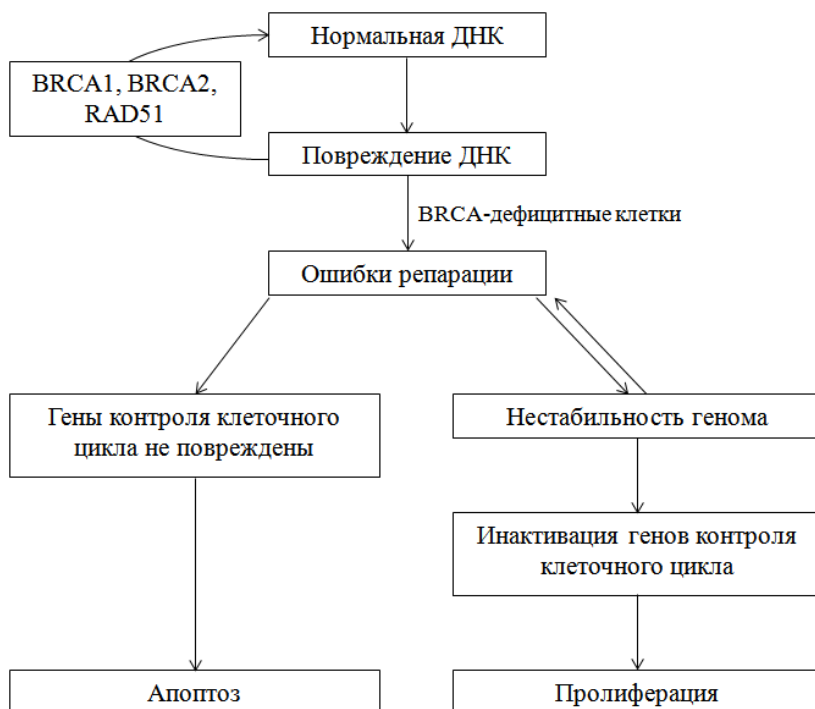 Нормальная ДНК
BRCA1, BRCA2,
RAD51
Повреждение ДНК
BRCA-дефицитные клетки
Ошибки репарации
Гены контроля клеточного
цикла не повреждены
Нестабильность генома
Инактивация генов контроля
клеточного цикла
Апоптоз
Пролиферация